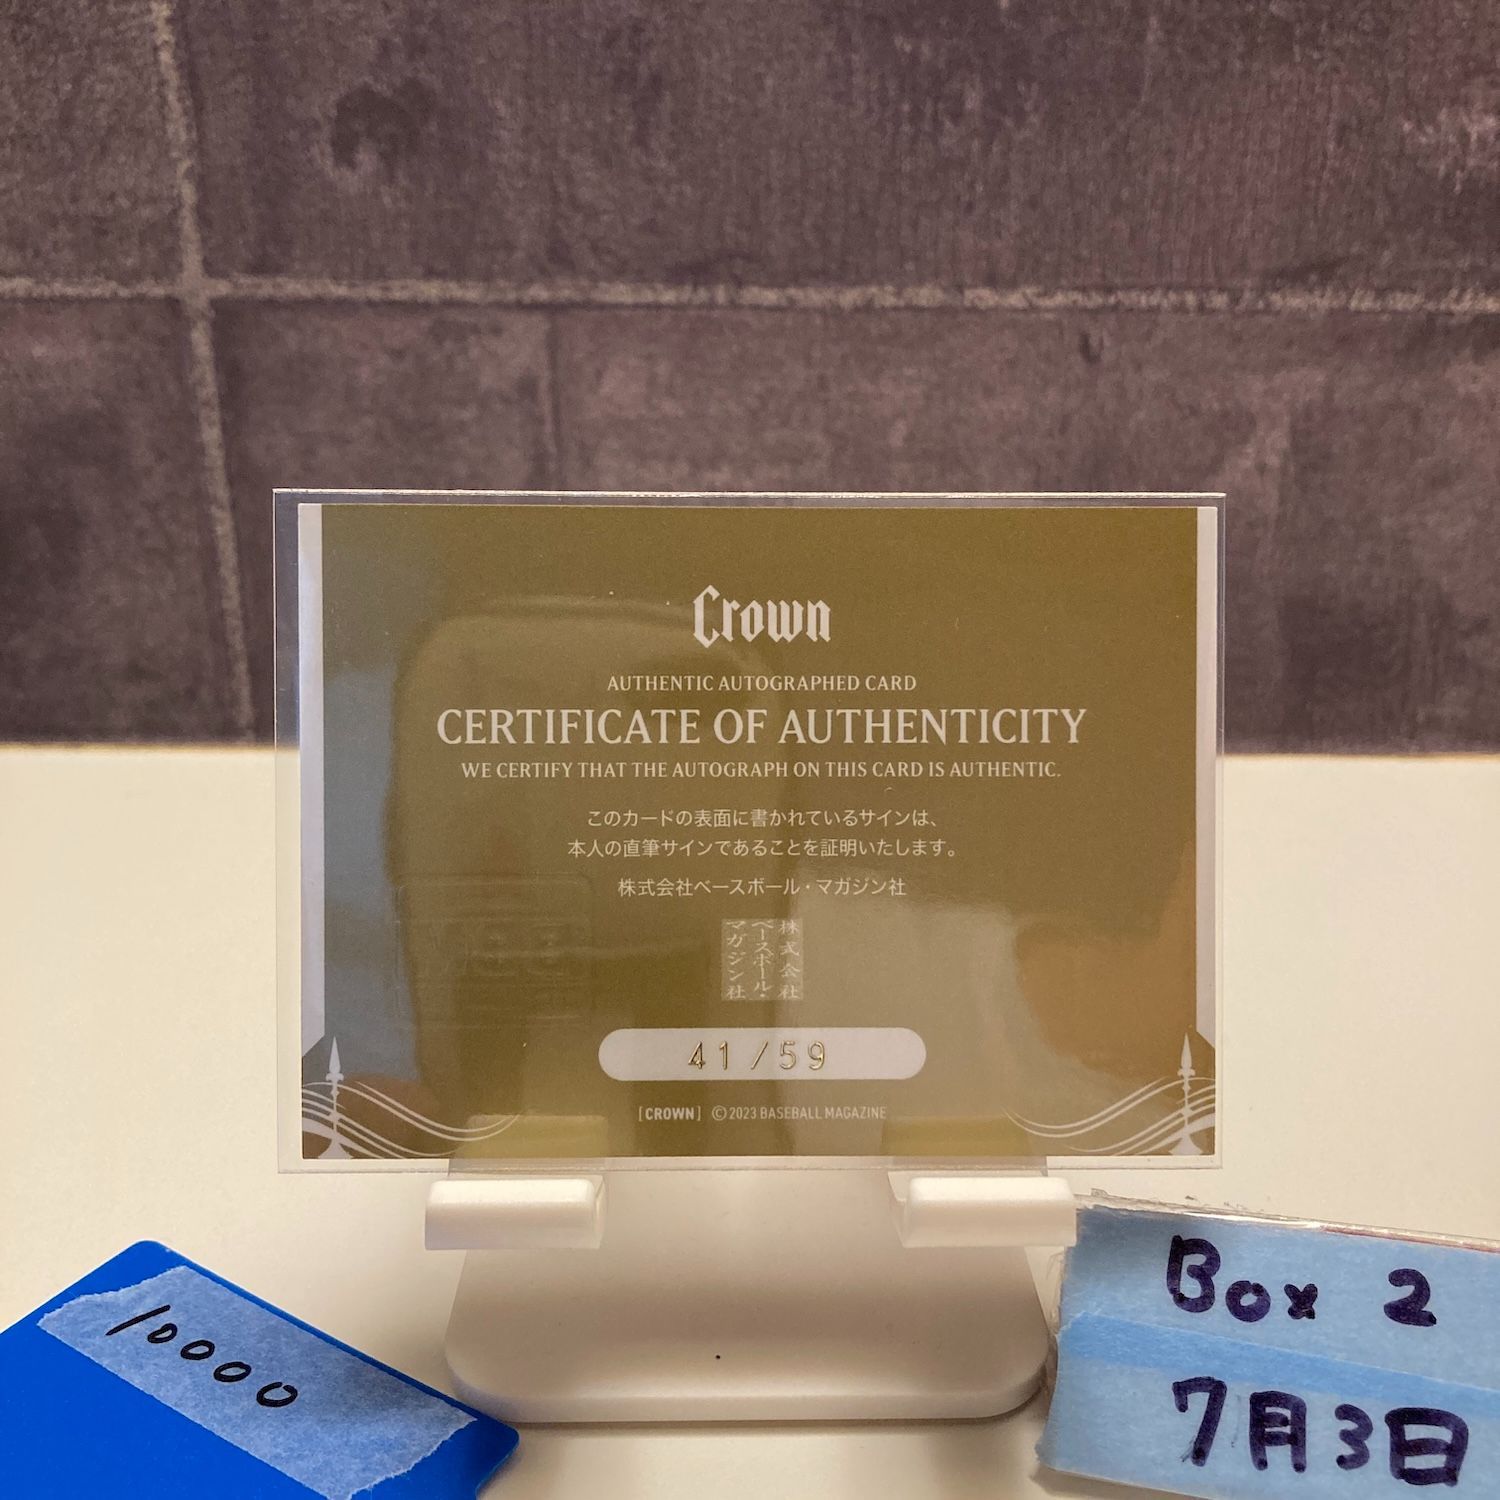 Crown
AUTHENTIC AUTOGRAPHED CARD
CERTIFICATE OF AUTHENTICITY
WE CERTIFY THAT THE AUTOGRAPH ON THIS CARD IS AUTHENTIC.
このカードの表面に書かれているサインは、
本人の直筆サインであることを証明いたします。
株式会社ベースボール・マガジン社
株式会社
ベースボール・
マガジン社
41/59
[CROWN] ©2023 BASEBALL MAGAZINE
10000
Box 2
7月3日